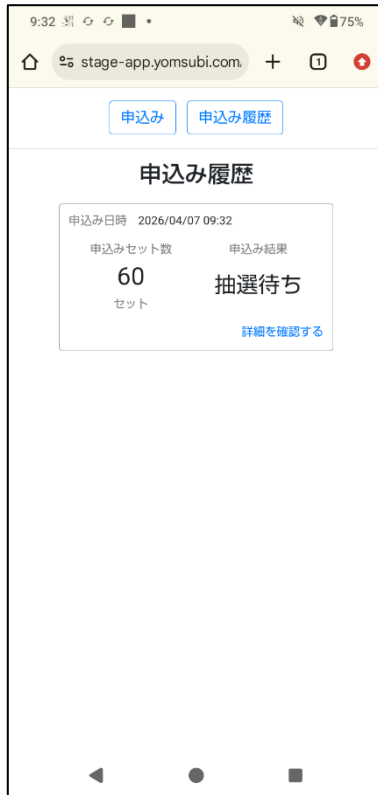 9:32 75%
stage-app.yomsubi.com. 1
申込み 申込み履歴
申込み履歴
申込み日時 2026/04/07 09:32
申込みセット数 申込み結果
60 抽選待ち
セット
詳細を確認する